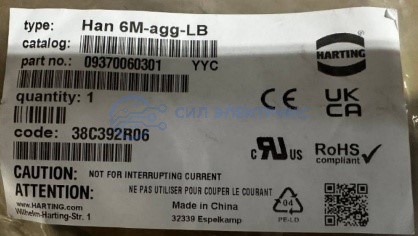 type: Han 6M-agg-LB
catalog:
HARTING
part no.: 09370060301 YYC
quantity: 1
CE UK CA
code: 38C392R06
c RU US RoHS compliant
CAUTION: NOT FOR INTERRUPTING CURRENT
ATTENTION: NE PAS UTILISER POUR COUPER LE COURANT
www.HARTING.com
Wilhelm-Harting-Str. 1
Made in China
32339 Espelkamp
04
PE-LD